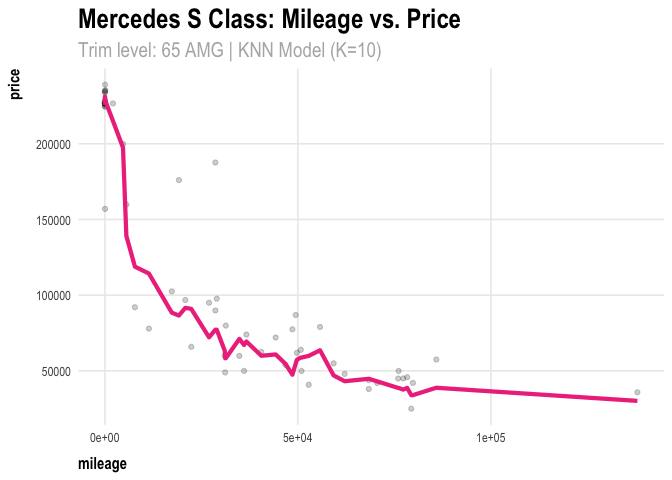 Mercedes S Class: Mileage vs. Price
Trim level: 65 AMG | KNN Model (K=10)
price
200000
150000
100000
50000
0e+00
5e+04
1e+05
mileage